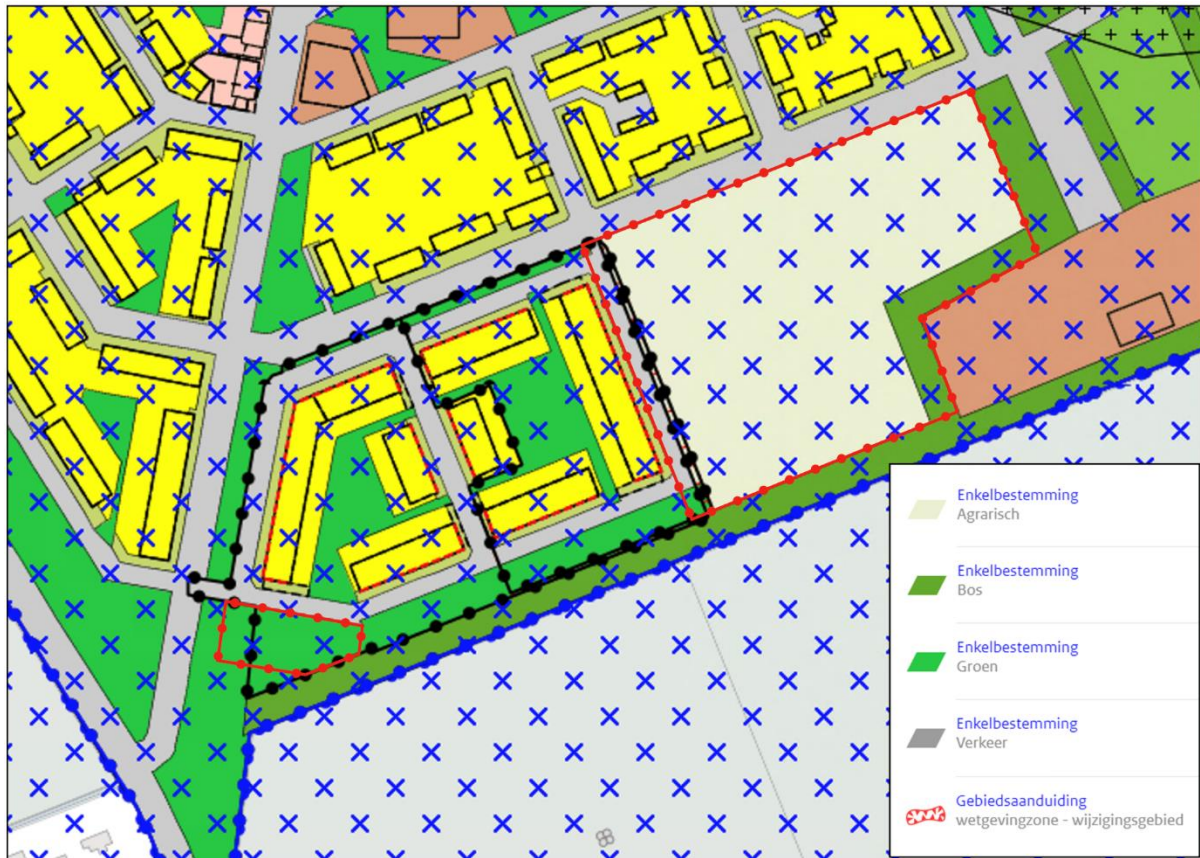 Enkelbestemming
Agrarisch
Enkelbestemming
Bos
Enkelbestemming
Groen
Enkelbestemming
Verkeer
Gebiedsaanduiding
wetgevingzone - wijzigingsgebied